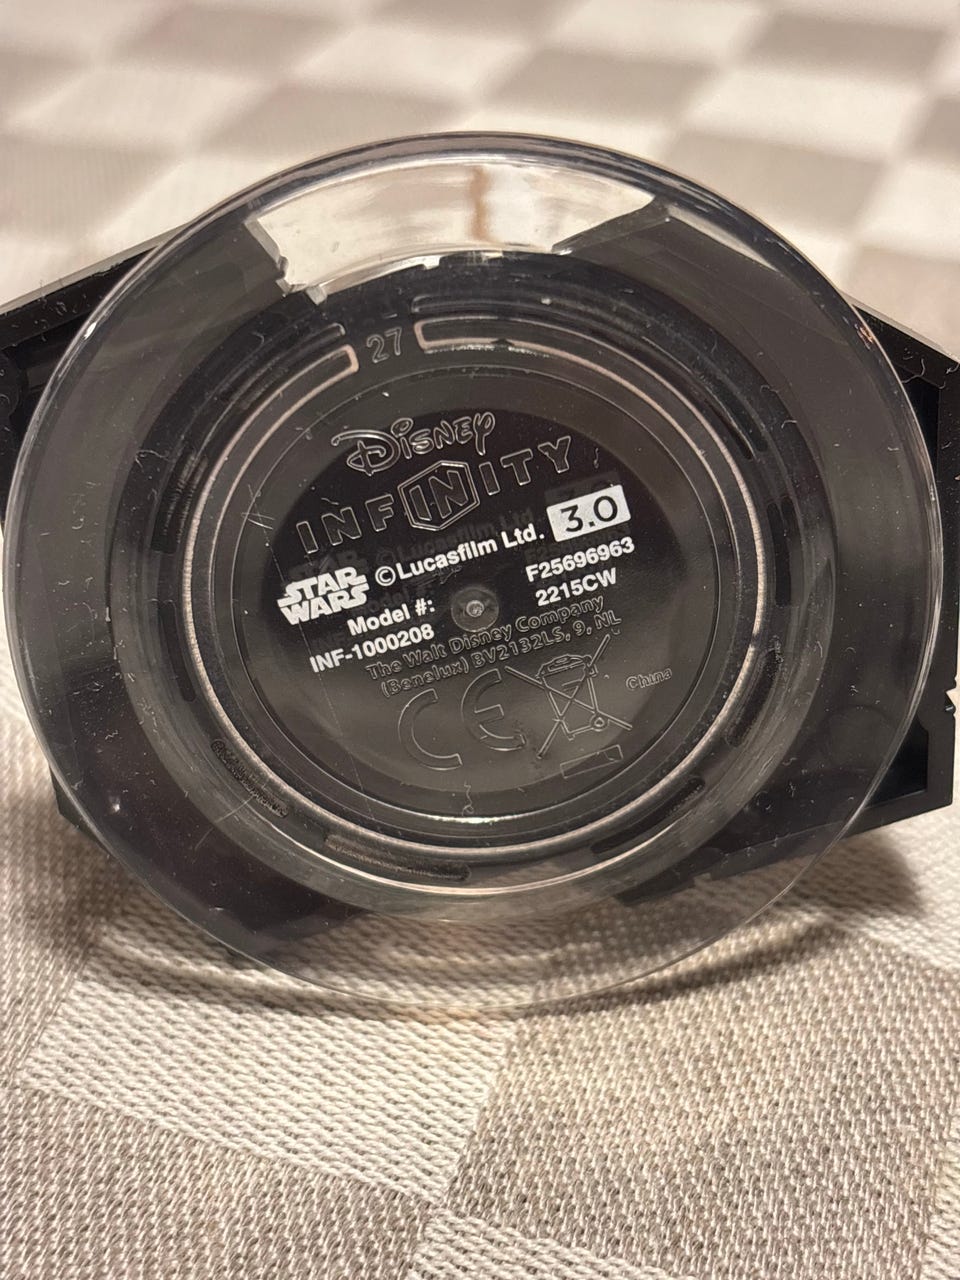 27
Disney
INFINITY
STAR WARS ©Lucasfilm Ltd. 3.0
Model #: F25696963
INF-1000208 2215CW
The Walt Disney Company
(Benelux) BV2132LS, 9, NL
CE
China